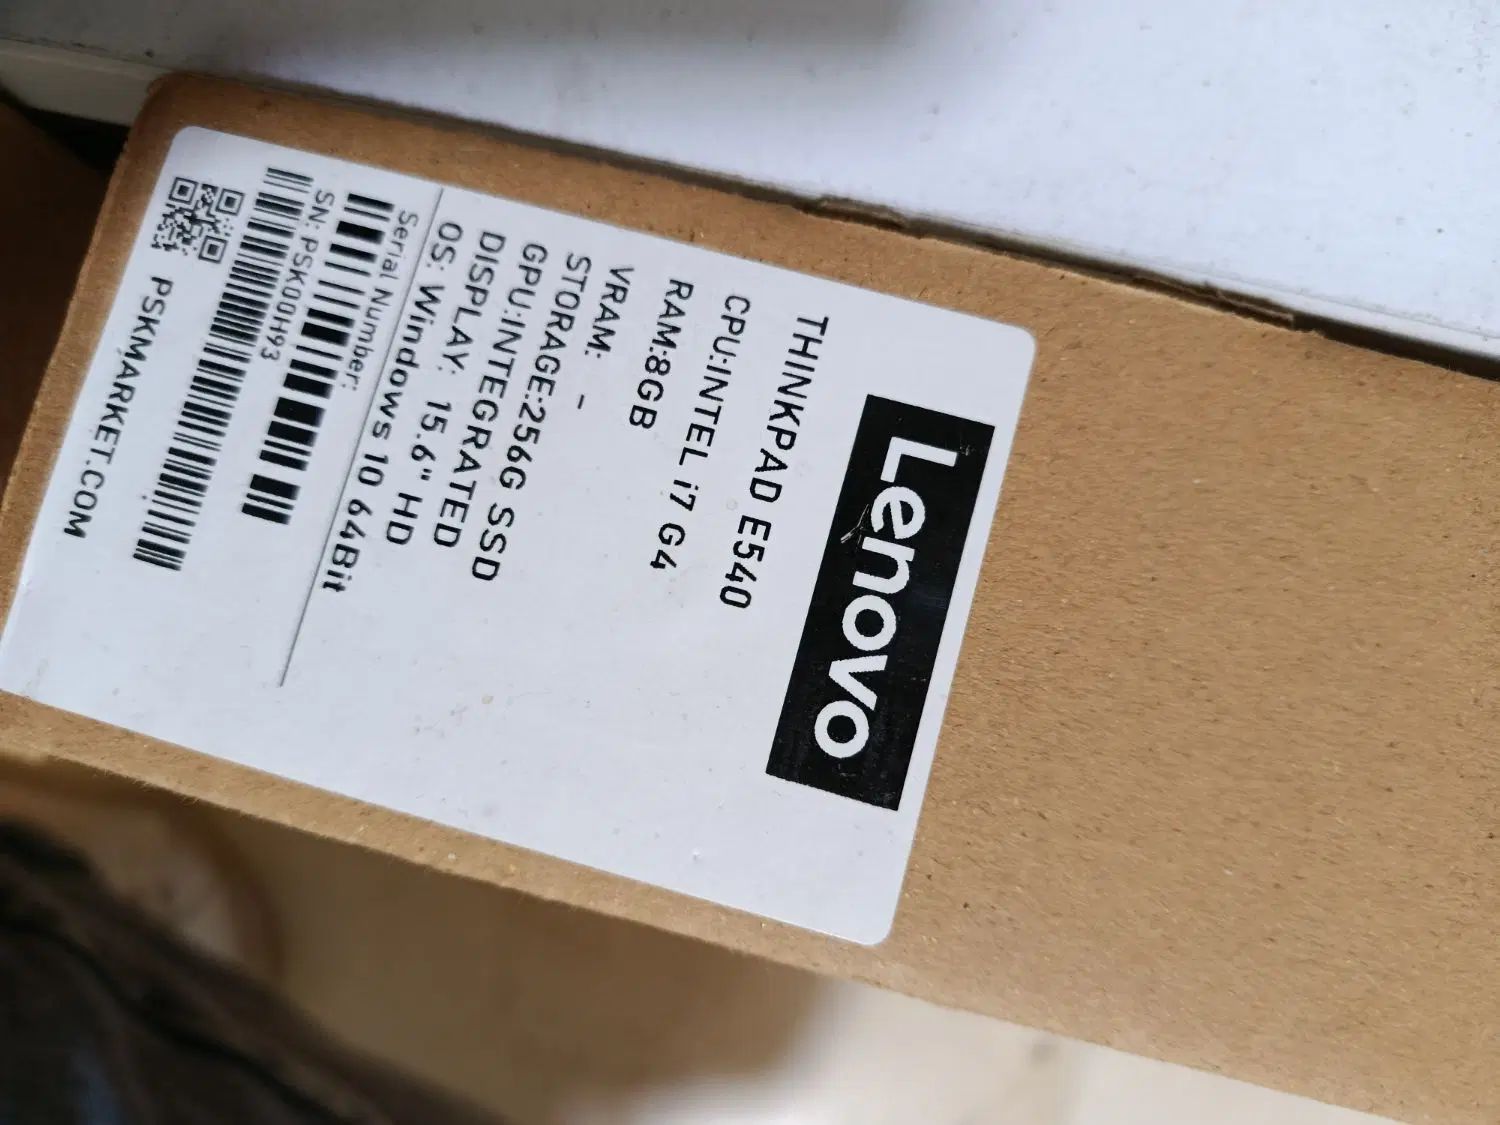 Lenovo
THINKPAD E540
CPU:INTEL i7 G4
RAM:8GB
VRAM: -
STORAGE:256G SSD
GPU:INTEGRATED
DISPLAY: 15.6" HD
OS: Windows 10 64Bit
Serial Number:
SN: PSK00H93
PSKMARKET.COM